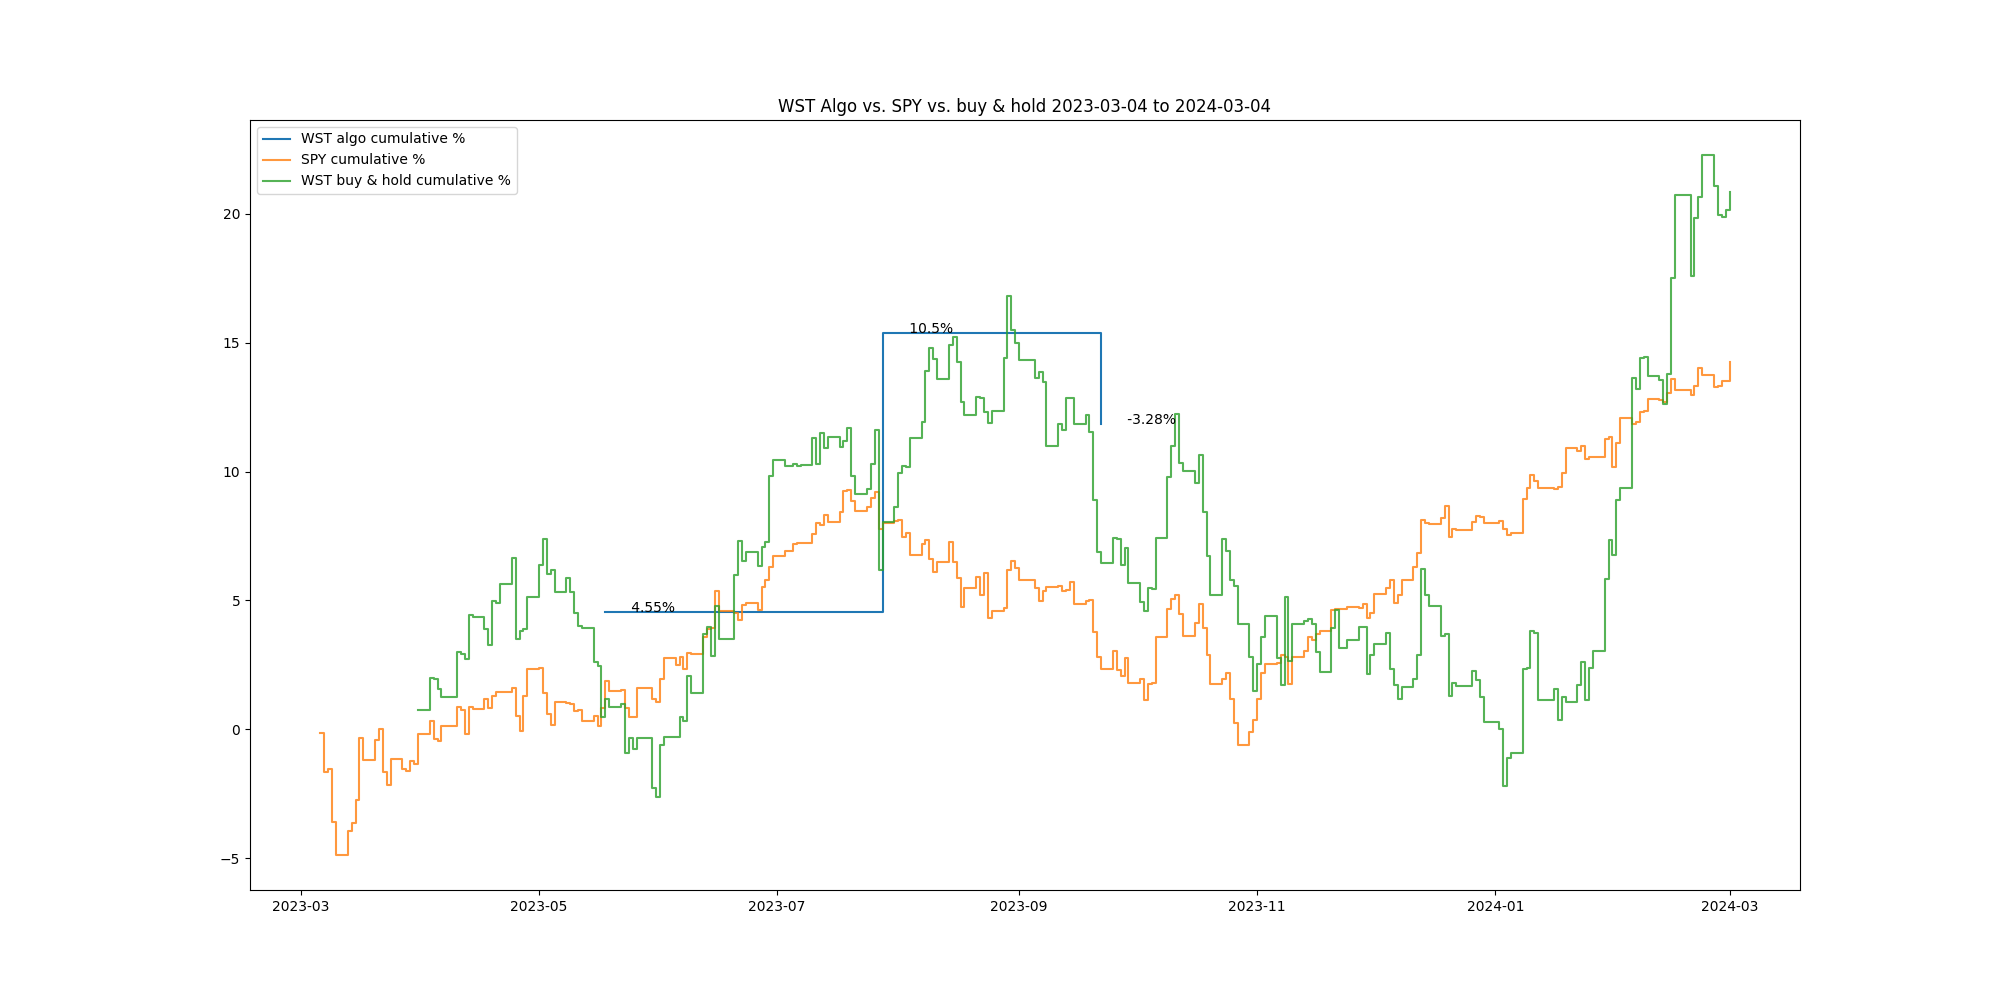 WST Algo vs. SPY vs. buy & hold 2023-03-04 to 2024-03-04
WST algo cumulative %
SPY cumulative %
WST buy & hold cumulative %
20
15
10
5
0
−5
10.5%
-3.28%
4.55%
2023-03 2023-05 2023-07 2023-09 2023-11 2024-01 2024-03